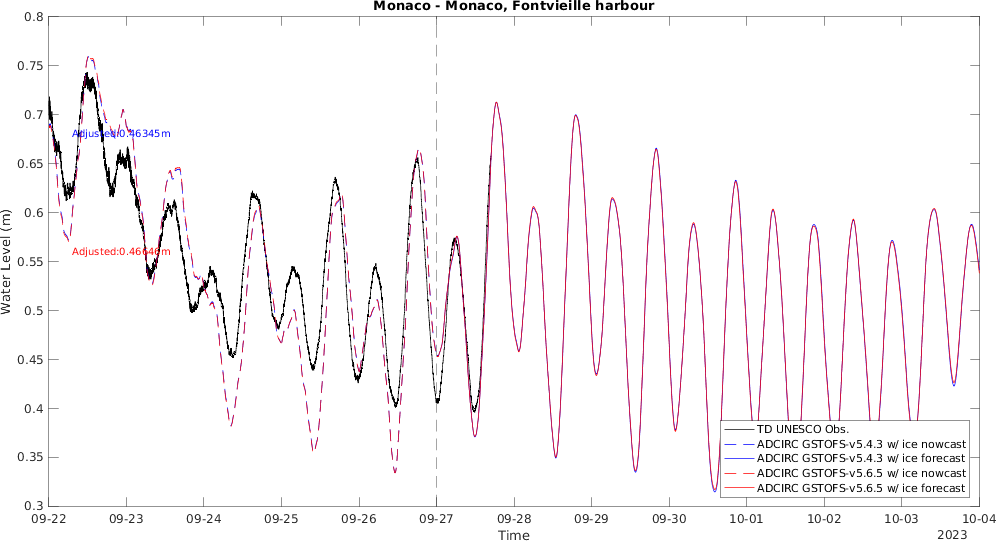 Monaco - Monaco, Fontvieille harbour
Water Level (m)
0.8
0.75
0.7
0.65
0.6
0.55
0.5
0.45
0.4
0.35
0.3
Adjusted:0.46345m
Adjusted:0.46646m
TD UNESCO Obs.
ADCIRC GSTOFS-v5.4.3 w/ ice nowcast
ADCIRC GSTOFS-v5.4.3 w/ ice forecast
ADCIRC GSTOFS-v5.6.5 w/ ice nowcast
ADCIRC GSTOFS-v5.6.5 w/ ice forecast
09-22 09-23 09-24 09-25 09-26 09-27 09-28 09-29 09-30 10-01 10-02 10-03 10-04
Time
2023